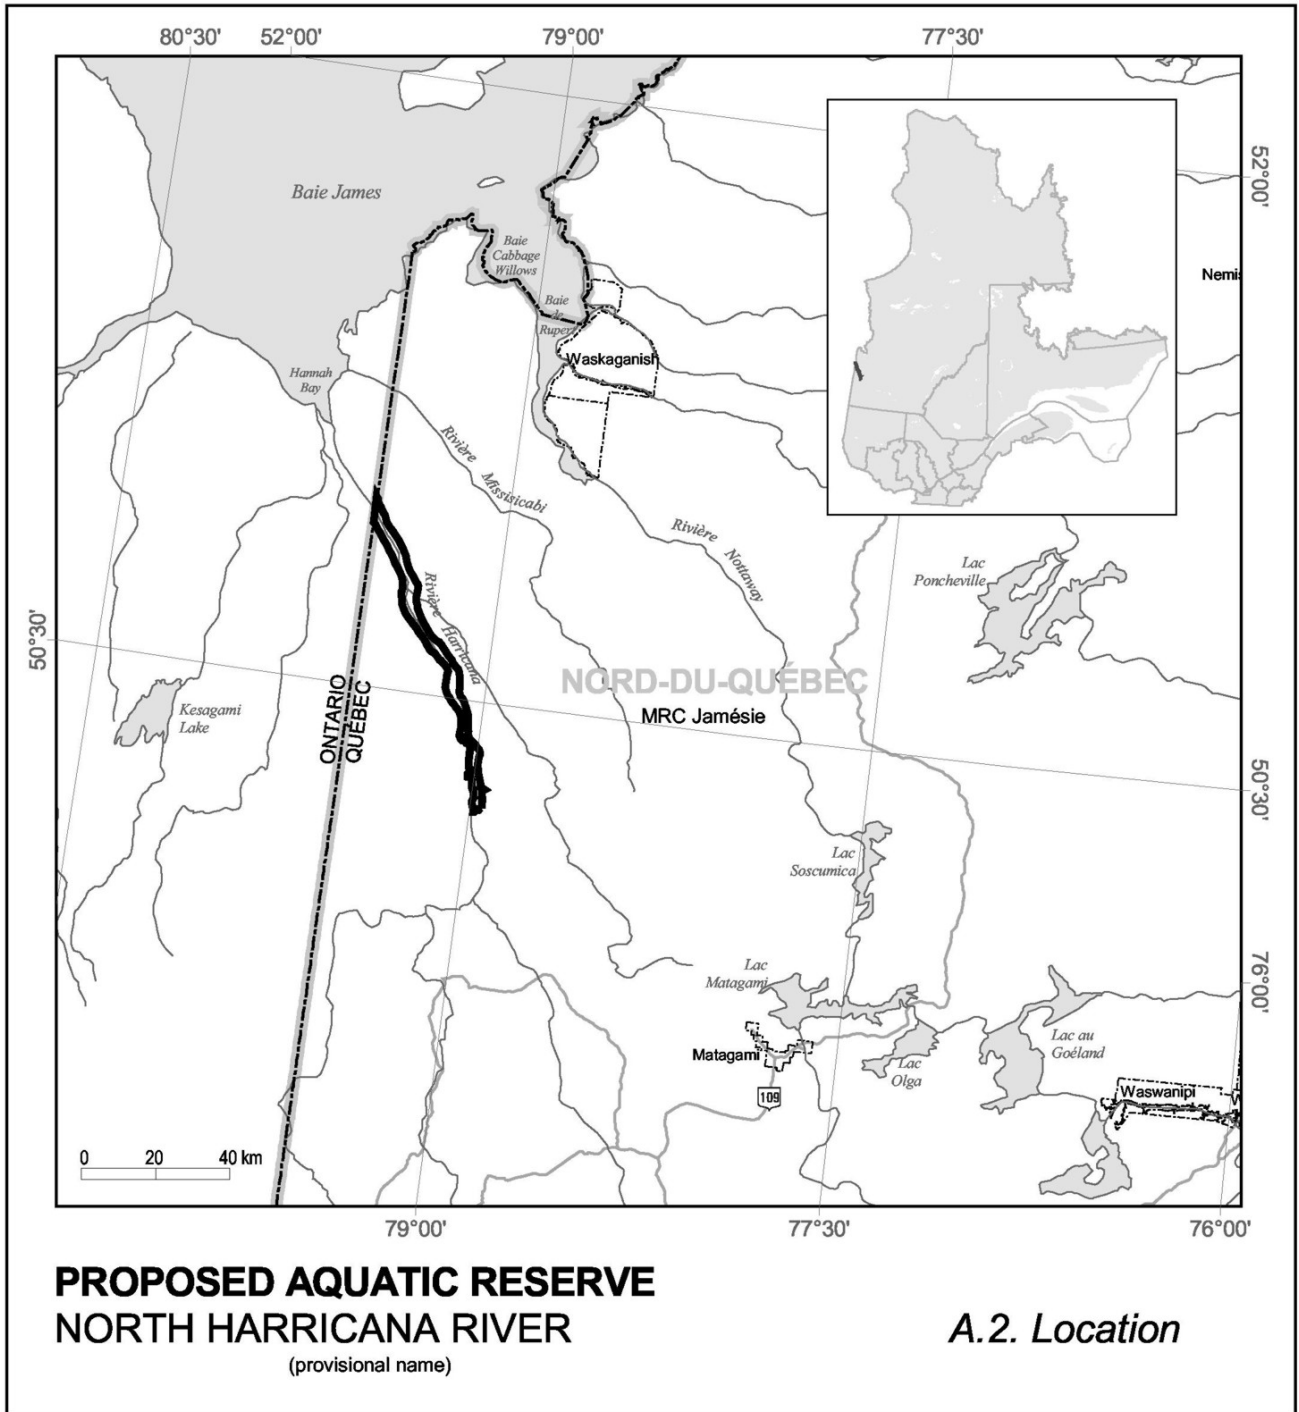 80°30' 52°00' 79°00' 77°30'
52°00'
Baie James
Baie
Cabbage
Willows
Nemis
Baie
de
Rupert
Waskaganish
Hannah
Bay
Rivière Missisicabi
Rivière Nottaway
Lac
Poncheville
Rivière Harricana
50°30'
NORD-DU-QUÉBEC
MRC Jamésie
Kesagami
Lake
ONTARIO
QUÉBEC
50°30'
Lac
Soscumica
Lac
Matagami
76°00'
Lac au
Goéland
Matagami
Lac
Olga
109
Waswanipi
W
0 20 40 km
79°00' 77°30' 76°00'
PROPOSED AQUATIC RESERVE
NORTH HARRICANA RIVER
A.2. Location
(provisional name)